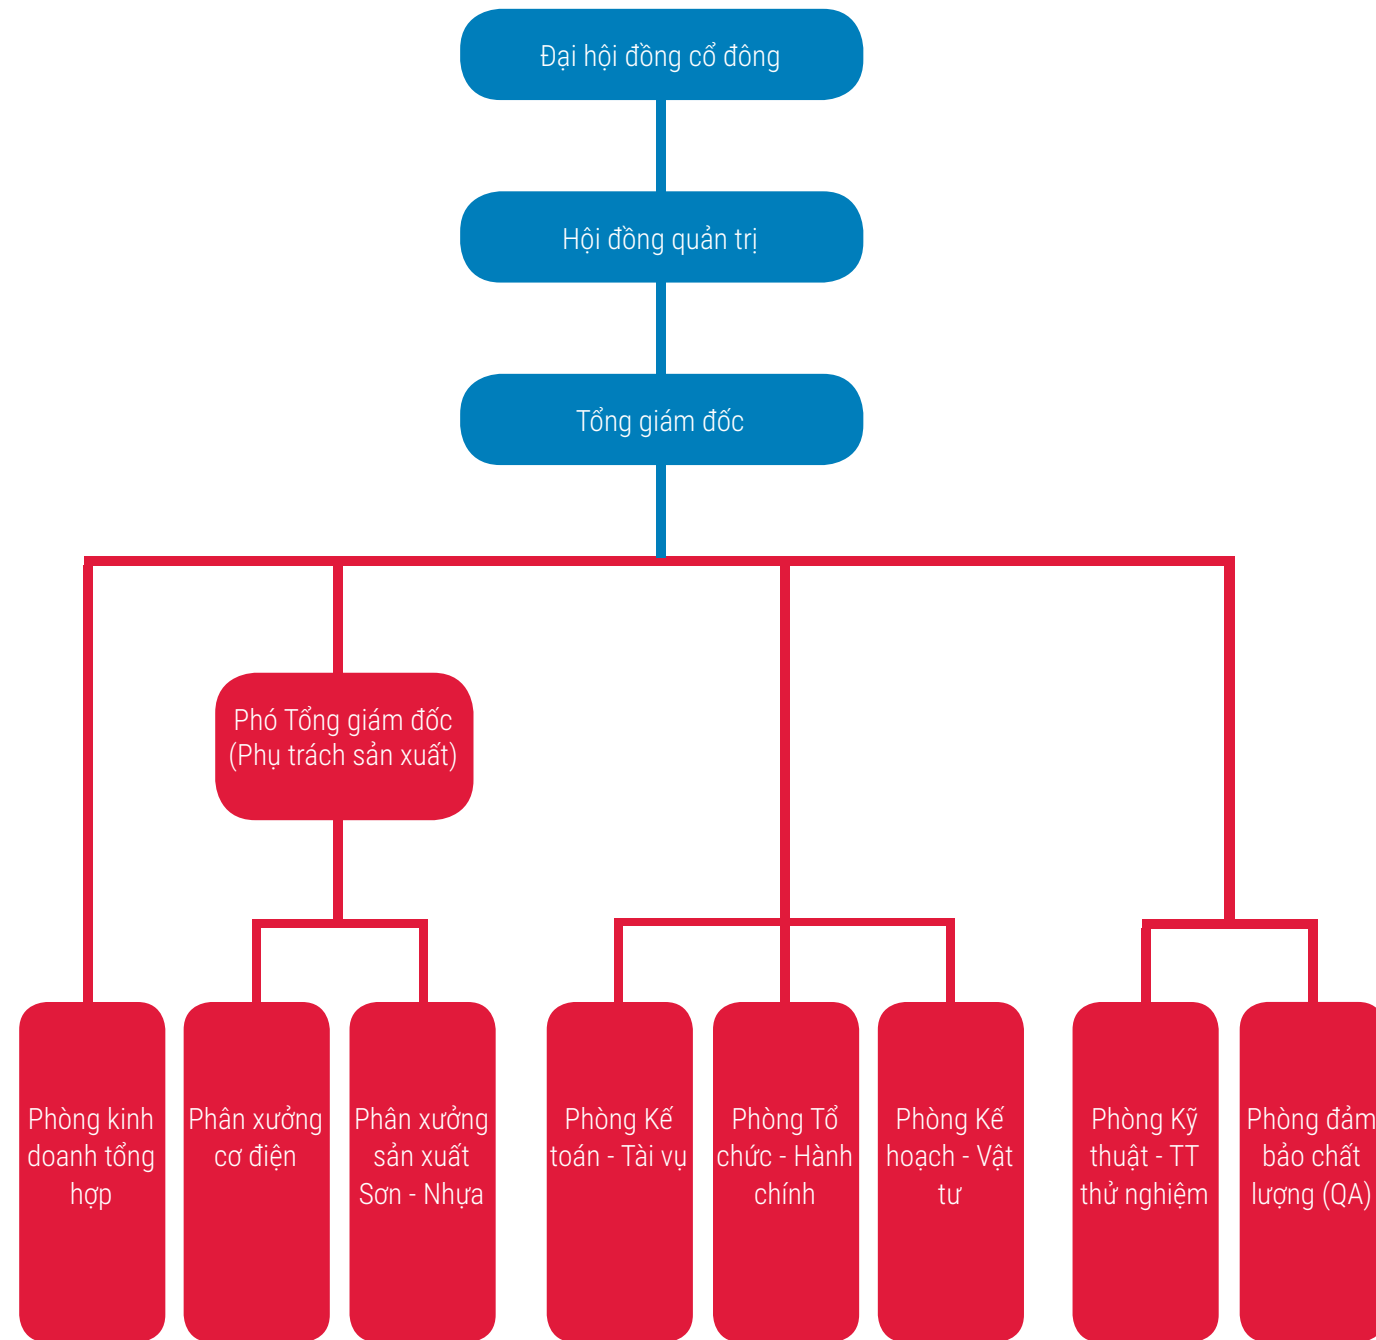 Đại hội đồng cổ đông
Hội đồng quản trị
Tổng giám đốc
Phó Tổng giám đốc
(Phụ trách sản xuất)
Phòng kinh
doanh tổng
hợp
Phân xưởng
cơ điện
Phân xưởng
sản xuất
Sơn - Nhựa
Phòng Kế
toán - Tài vụ
Phòng Tổ
chức - Hành
chính
Phòng Kế
hoạch - Vật
tư
Phòng Kỹ
thuật - TT
thử nghiệm
Phòng đảm
bảo chất
lượng (QA)